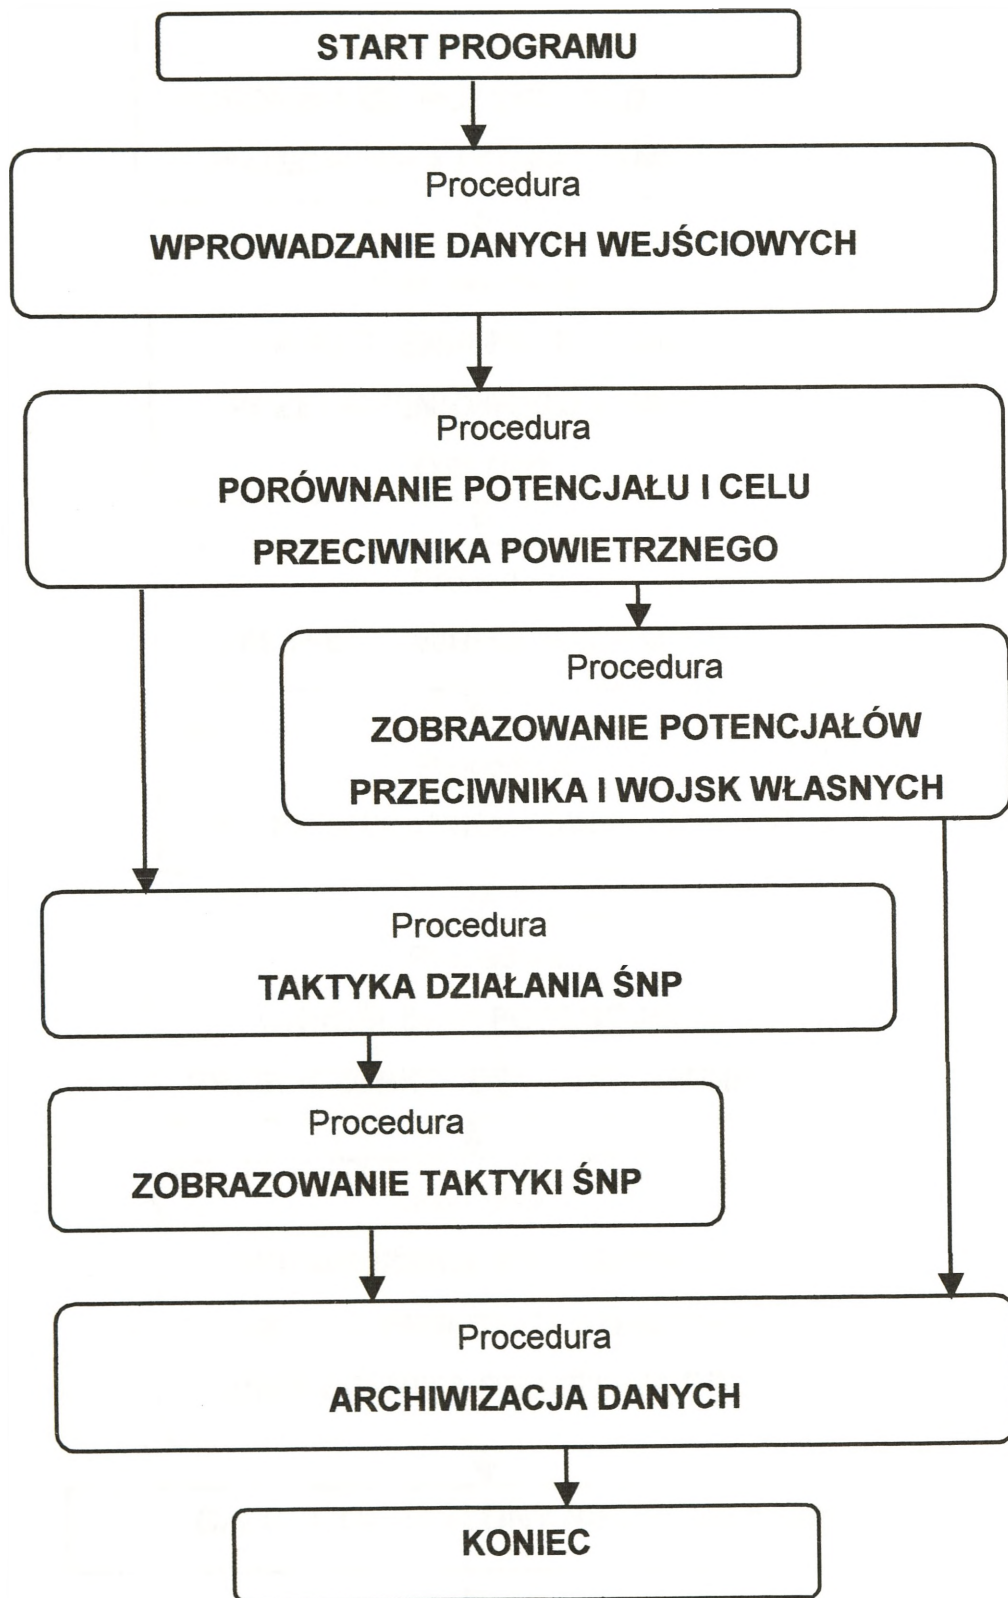 START PROGRAMU
Procedura
WPROWADZANIE DANYCH WEJŚCIOWYCH
Procedura
PORÓWNANIE POTENCJAŁU I CELU
PRZECIWNIKA POWIETRZNEGO
Procedura
ZOBRAZOWANIE POTENCJAŁÓW
PRZECIWNIKA I WOJSK WŁASNYCH
Procedura
TAKTYKA DZIAŁANIA ŚNP
Procedura
ZOBRAZOWANIE TAKTYKI ŚNP
Procedura
ARCHIWIZACJA DANYCH
KONIEC